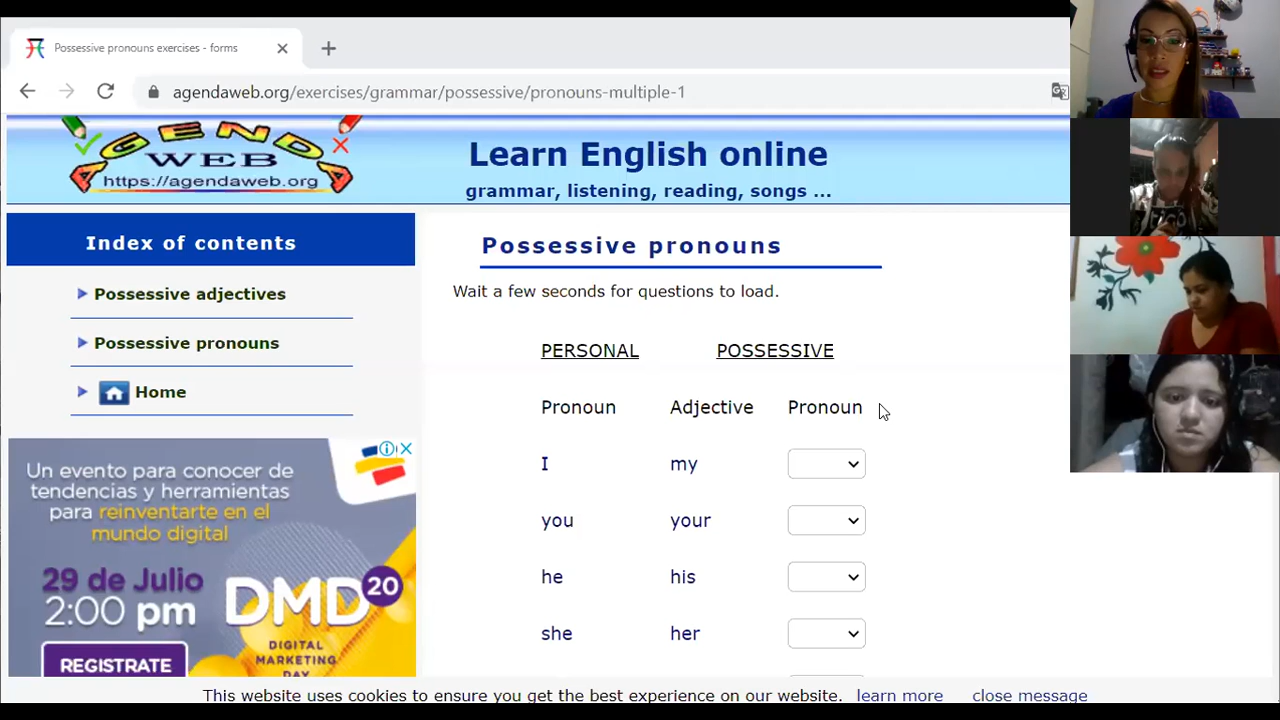 Possessive pronouns exercises - forms
agendaweb.org/exercises/grammar/possessive/pronouns-multiple-1
AGENDA
WEB
https://agendaweb.org
Learn English online
grammar, listening, reading, songs ...
Index of contents
Possessive adjectives
Possessive pronouns
Home
Possessive pronouns
Wait a few seconds for questions to load.
PERSONAL POSSESSIVE
Pronoun Adjective Pronoun
I my
you your
he his
she her
Un evento para conocer de
tendencias y herramientas
para reinventarte en el
mundo digital
29 de Julio
2:00 pm
DMD 20
DIGITAL
MARKETING
DAY
REGISTRATE
This website uses cookies to ensure you get the best experience on our website. learn more close message